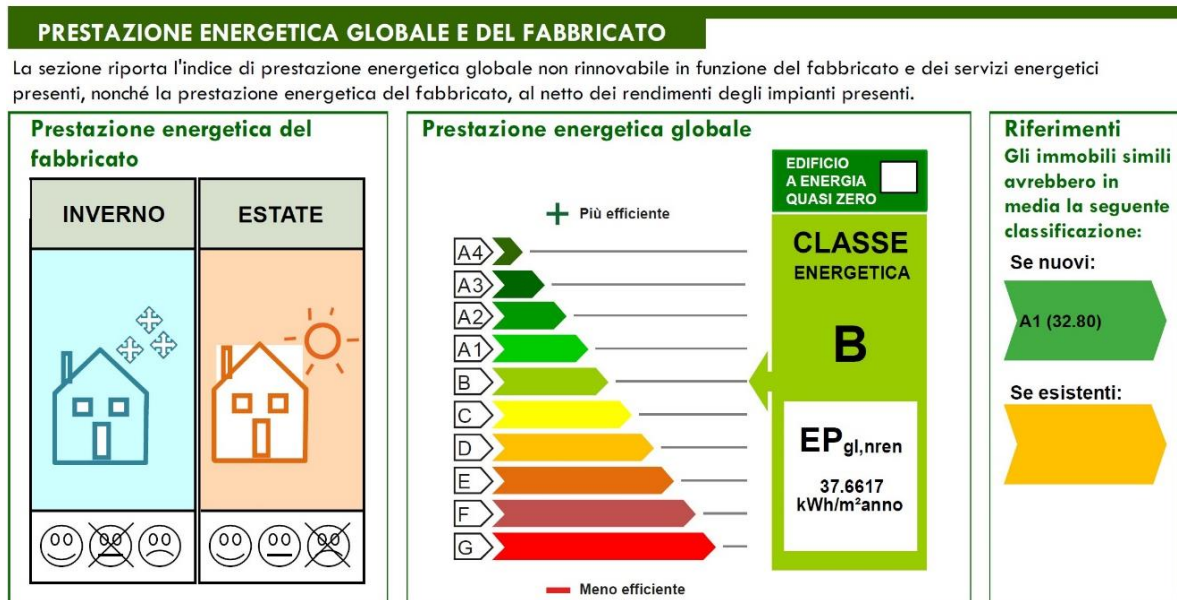 PRESTAZIONE ENERGETICA GLOBALE E DEL FABBRICATO
La sezione riporta l'indice di prestazione energetica globale non rinnovabile in funzione del fabbricato e dei servizi energetici
presenti, nonché la prestazione energetica del fabbricato, al netto dei rendimenti degli impianti presenti.
Prestazione energetica del
fabbricato
INVERNO
ESTATE
Prestazione energetica globale
+ Più efficiente
A4
A3
A2
A1
B
C
D
E
F
G
Meno efficiente
EDIFICIO
A ENERGIA
QUASI ZERO
CLASSE
ENERGETICA
B
EPgl,nren
37.6617
kWh/m²anno
Riferimenti
Gli immobili simili
avrebbero in
media la seguente
classificazione:
Se nuovi:
A1 (32.80)
Se esistenti: